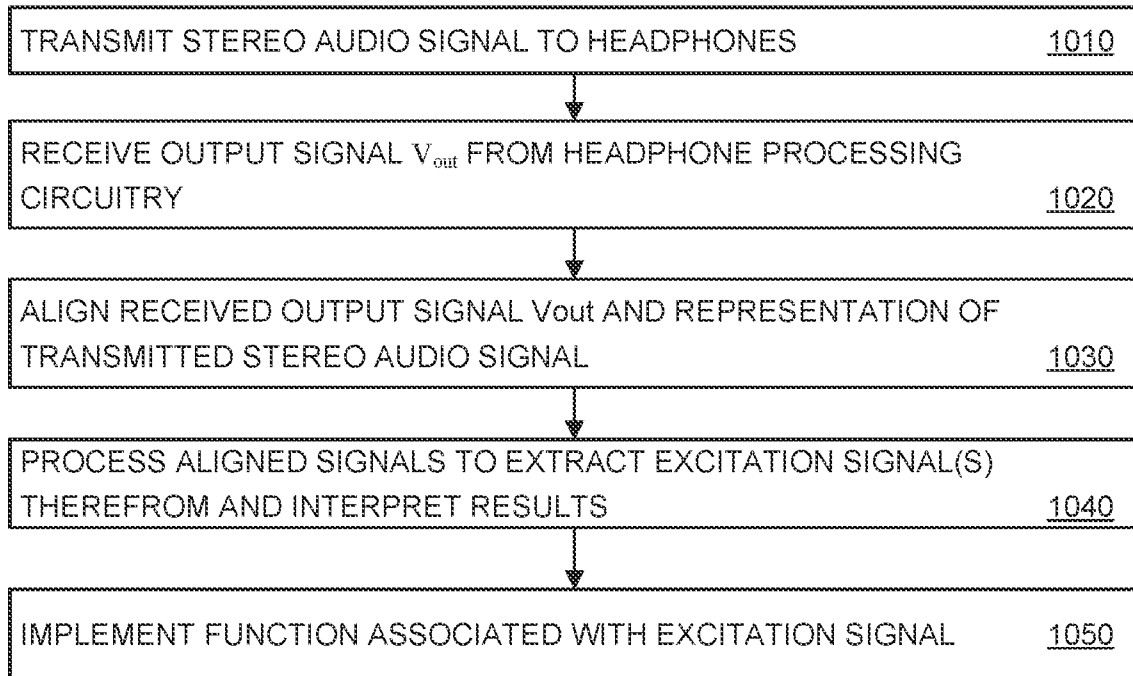 TRANSMIT STEREO AUDIO SIGNAL TO HEADPHONES 1010
RECEIVE OUTPUT SIGNAL Vout FROM HEADPHONE PROCESSING
CIRCUITRY 1020
ALIGN RECEIVED OUTPUT SIGNAL Vout AND REPRESENTATION OF
TRANSMITTED STEREO AUDIO SIGNAL 1030
PROCESS ALIGNED SIGNALS TO EXTRACT EXCITATION SIGNAL(S)
THEREFROM AND INTERPRET RESULTS 1040
IMPLEMENT FUNCTION ASSOCIATED WITH EXCITATION SIGNAL 1050